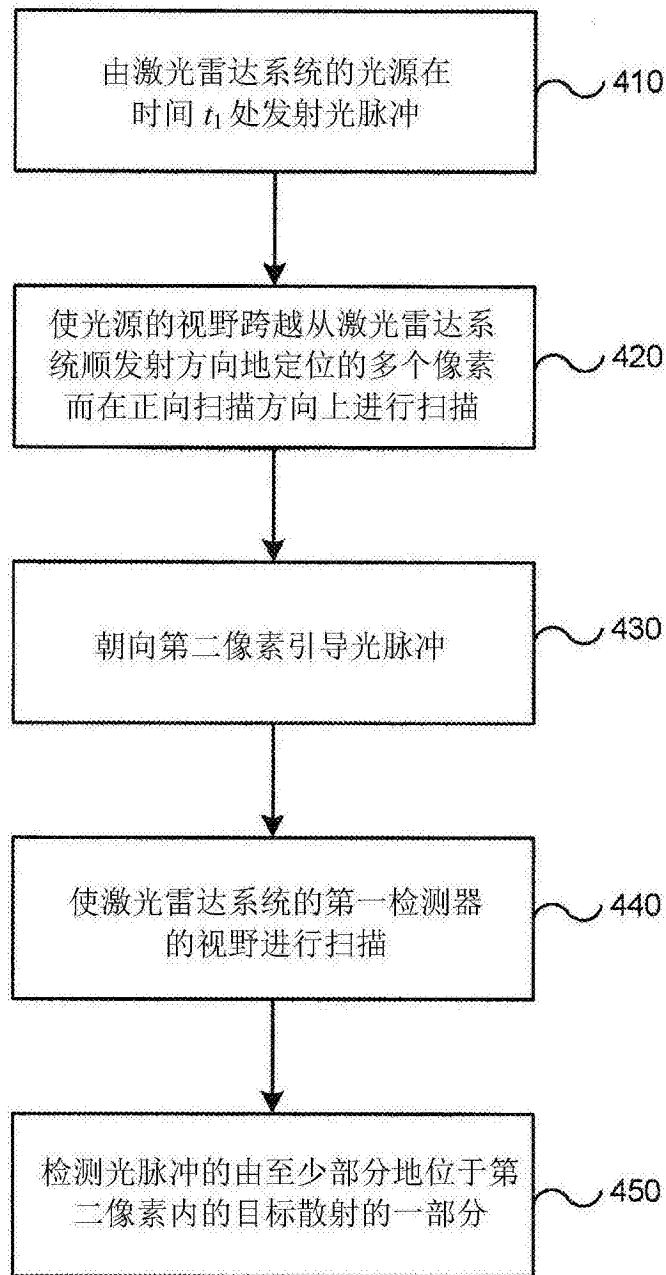 由激光雷达系统的光源在
时间 t₁ 处发射光脉冲
410
使光源的视野跨越从激光雷达系
统顺发射方向地定位的多个像素
而在正向扫描方向上进行扫描
420
朝向第二像素引导光脉冲
430
使激光雷达系统的第一检测器
的视野进行扫描
440
检测光脉冲的由至少部分地位于第
二像素内的目标散射的一部分
450